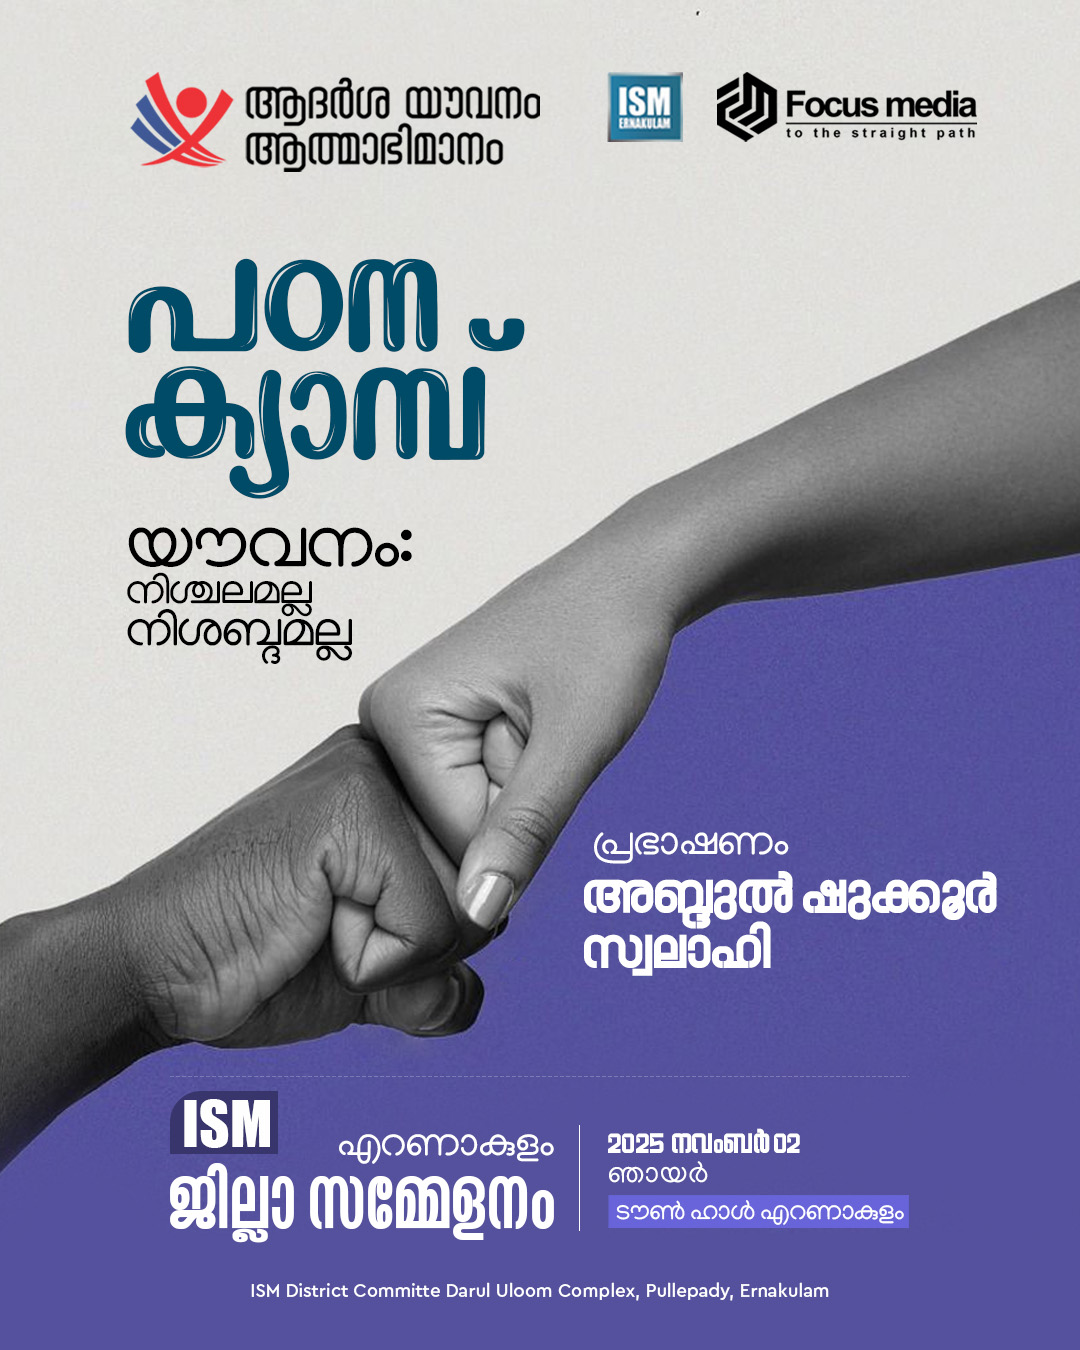 ആദർശ യൗവനം
ആത്മാഭിമാനം
ISM
ERNAKULAM
Focus media
to the straight path
പഠന
ക്യാമ്പ്
യൗവനം:
നിശ്ചലമല്ല
നിശബ്ദമല്ല
പ്രഭാഷണം
അബ്ദുൽ ഷുക്കൂർ
സ്വലാഹി
ISM
എറണാകുളം
ജില്ലാ സമ്മേളനം
2025 നവംബർ 02
ഞായർ
ടൗൺ ഹാൾ എറണാകുളം
ISM District Committe Darul Uloom Complex, Pullepady, Ernakulam